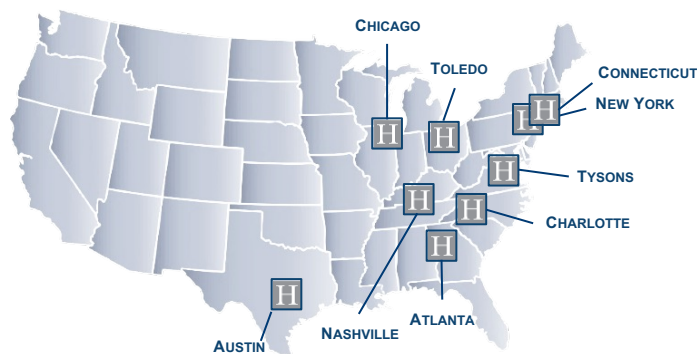 CHICAGO
TOLEDO
CONNECTICUT
NEW YORK
TYSONS
CHARLOTTE
ATLANTA
NASHVILLE
AUSTIN
H
H
H
H
H
H
H
H
H